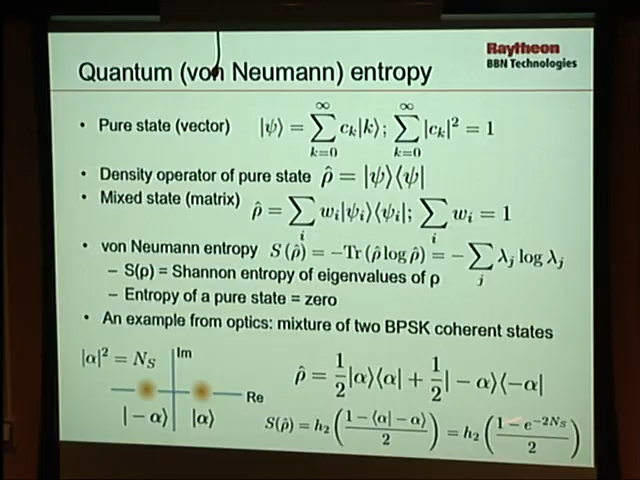 Raytheon
BBN Technologies
Quantum (von Neumann) entropy
• Pure state (vector) |ψ⟩ = ∑_{k=0}^{∞} c_k|k⟩; ∑_{k=0}^{∞} |c_k|² = 1
• Density operator of pure state ρ̂ = |ψ⟩⟨ψ|
• Mixed state (matrix) ρ̂ = ∑_i w_i|ψ_i⟩⟨ψ_i|; ∑_i w_i = 1
• von Neumann entropy S(ρ̂) = −Tr(ρ̂ log ρ̂) = −∑_j λ_j log λ_j
– S(ρ) = Shannon entropy of eigenvalues of ρ
– Entropy of a pure state = zero
• An example from optics: mixture of two BPSK coherent states
|α|² = N_S
Im
Re
|−α⟩ |α⟩
ρ̂ = 1/2|α⟩⟨α| + 1/2|−α⟩⟨−α|
S(ρ̂) = h₂((1−⟨α|−α⟩)/2) = h₂((1−e^{−2N_S})/2)